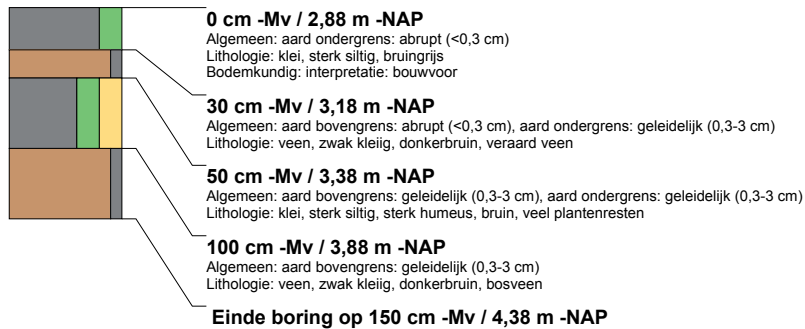 0 cm -Mv / 2,88 m -NAP
Algemeen: aard ondergrens: abrupt (<0,3 cm)
Lithologie: klei, sterk siltig, bruingrijs
Bodemkundig: interpretatie: bouwvoor
30 cm -Mv / 3,18 m -NAP
Algemeen: aard bovengrens: abrupt (<0,3 cm), aard ondergrens: geleidelijk (0,3-3 cm)
Lithologie: veen, zwak kleiig, donkerbruin, veraard veen
50 cm -Mv / 3,38 m -NAP
Algemeen: aard bovengrens: geleidelijk (0,3-3 cm), aard ondergrens: geleidelijk (0,3-3 cm)
Lithologie: klei, sterk siltig, sterk humeus, bruin, veel plantenresten
100 cm -Mv / 3,88 m -NAP
Algemeen: aard bovengrens: geleidelijk (0,3-3 cm)
Lithologie: veen, zwak kleiig, donkerbruin, bosveen
Einde boring op 150 cm -Mv / 4,38 m -NAP